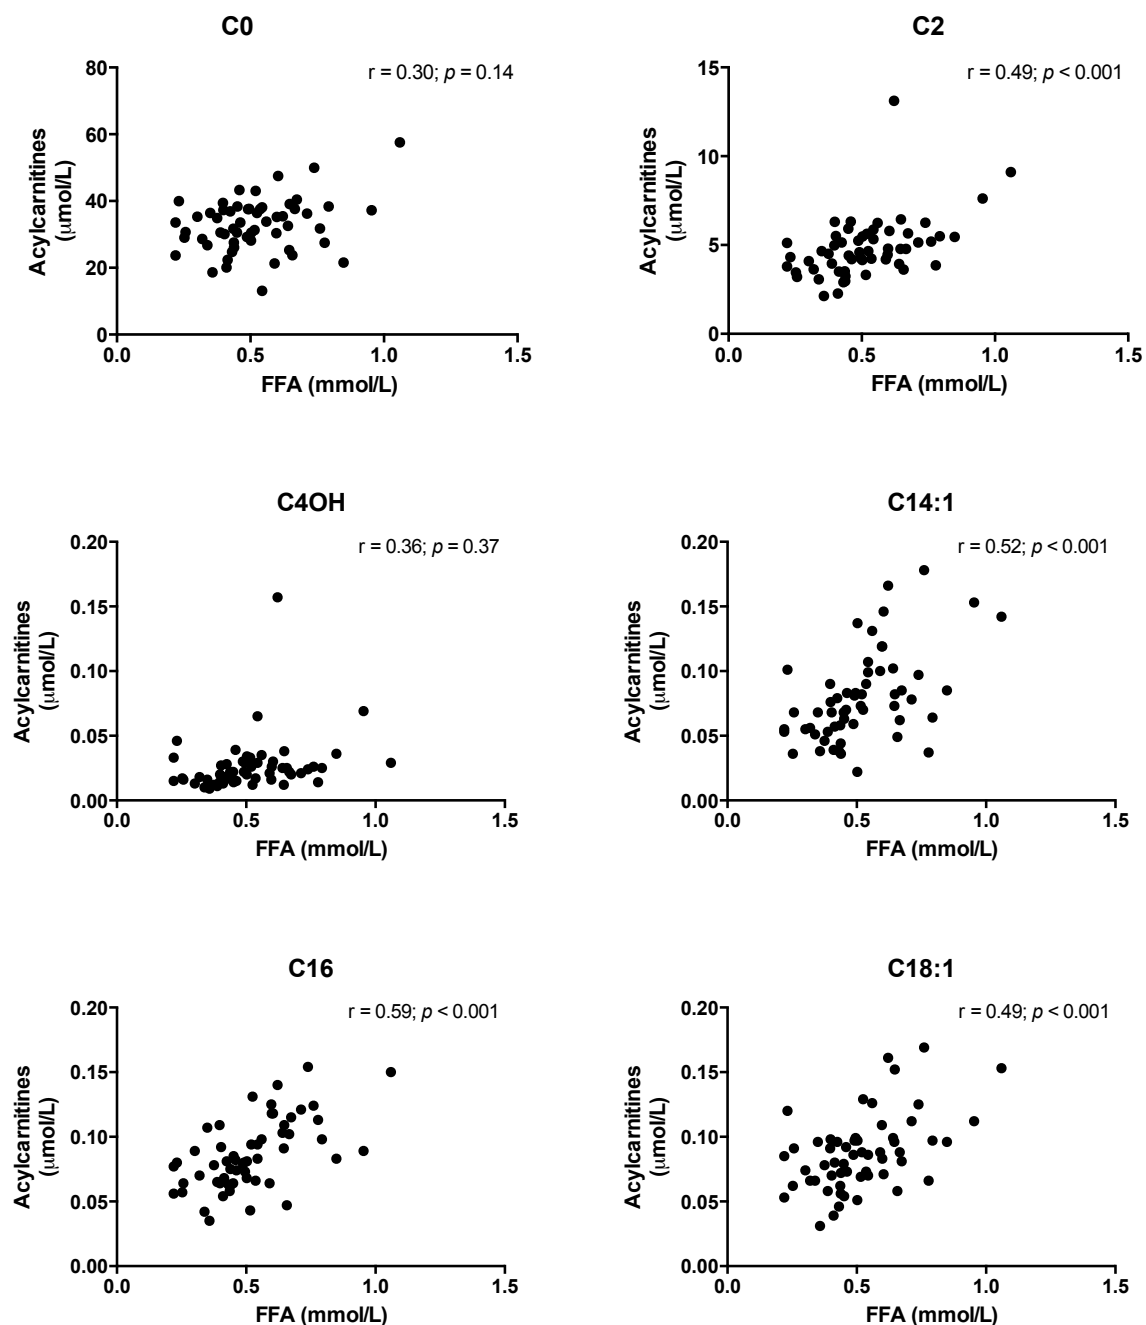 C0
r = 0.30; p = 0.14
80
60
40
20
0
Acylcarnitines
(µmol/L)
0.0 0.5 1.0 1.5
FFA (mmol/L)
C2
r = 0.49; p < 0.001
15
10
5
0
Acylcarnitines
(µmol/L)
0.0 0.5 1.0 1.5
FFA (mmol/L)
C4OH
r = 0.36; p = 0.37
0.20
0.15
0.10
0.05
0.00
Acylcarnitines
(µmol/L)
0.0 0.5 1.0 1.5
FFA (mmol/L)
C14:1
r = 0.52; p < 0.001
0.20
0.15
0.10
0.05
0.00
Acylcarnitines
(µmol/L)
0.0 0.5 1.0 1.5
FFA (mmol/L)
C16
r = 0.59; p < 0.001
0.20
0.15
0.10
0.05
0.00
Acylcarnitines
(µmol/L)
0.0 0.5 1.0 1.5
FFA (mmol/L)
C18:1
r = 0.49; p < 0.001
0.20
0.15
0.10
0.05
0.00
Acylcarnitines
(µmol/L)
0.0 0.5 1.0 1.5
FFA (mmol/L)